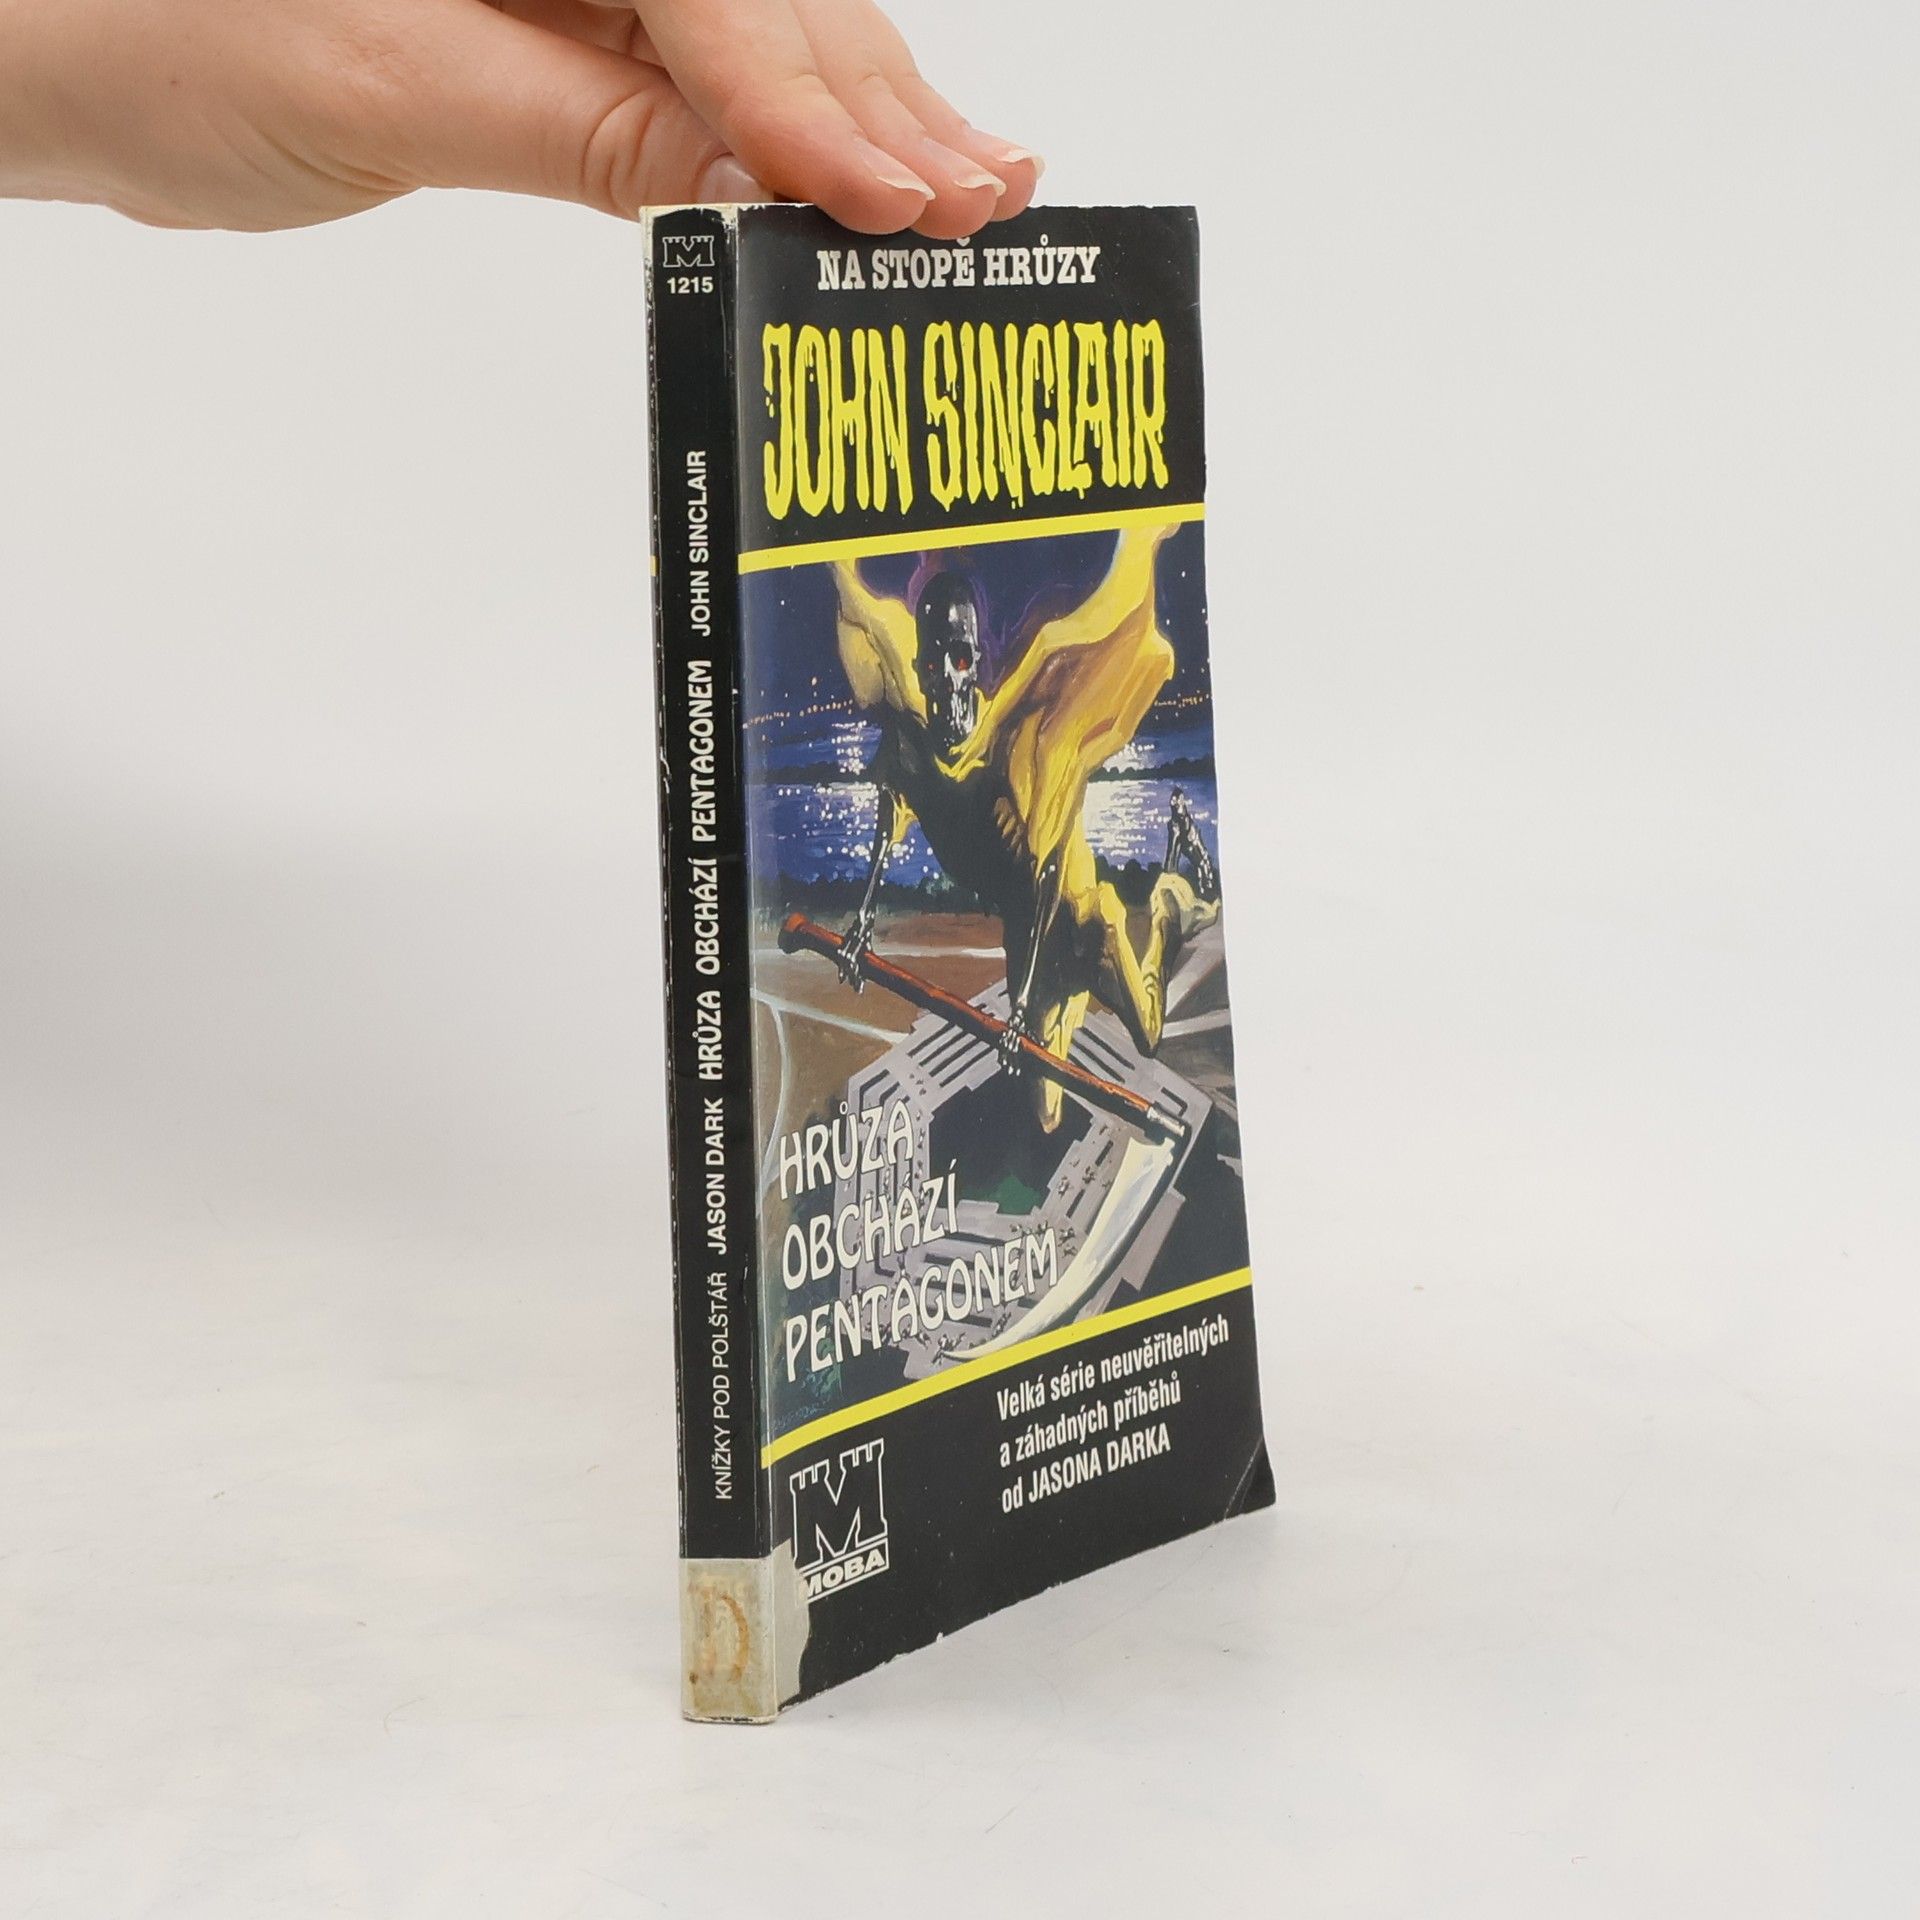 M
1215
KNÍŽKY POD POLŠTÁŘ JASON DARK HRŮZA OBCHÁZÍ PENTAGONEM JOHN SINCLAIR
NA STOPĚ HRŮZY
JOHN SINCLAIR
HRŮZA
OBCHÁZÍ
PENTAGONEM
Velká série neuvěřitelných
a záhadných příběhů
od JASONA DARKA
M
MOBA